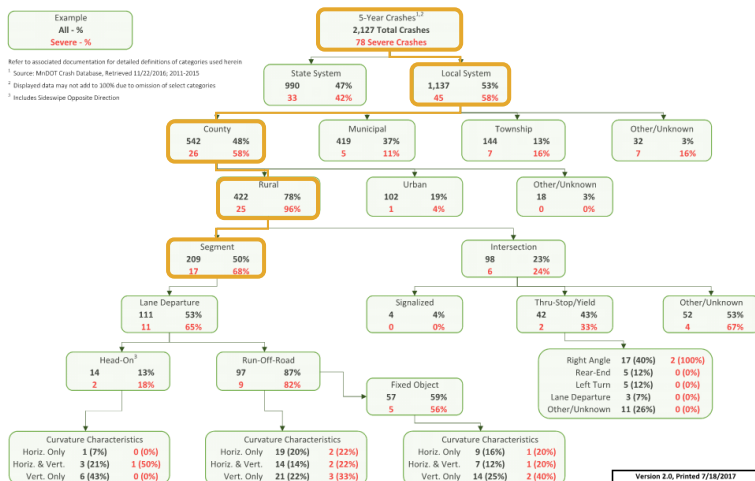 Example
All - %
Severe - %
Refer to associated documentation for detailed definitions of categories used herein
1 Source: MnDOT Crash Database, Retrieved 11/22/2016; 2011-2015
2 Displayed data may not add to 100% due to omission of select categories
3 Includes Sideswipe Opposite Direction
5-Year Crashes1,2
2,127 Total Crashes
78 Severe Crashes
State System
990 47%
33 42%
Local System
1,137 53%
45 58%
County
542 48%
26 58%
Municipal
419 37%
5 11%
Township
144 13%
7 16%
Other/Unknown
32 3%
7 16%
Rural
422 78%
25 96%
Urban
102 19%
1 4%
Other/Unknown
18 3%
0 0%
Segment
209 50%
17 68%
Intersection
98 23%
6 24%
Lane Departure
111 53%
11 65%
Signalized
4 4%
0 0%
Thru-Stop/Yield
42 43%
2 33%
Other/Unknown
52 53%
4 67%
Head-On3
14 13%
2 18%
Run-Off-Road
97 87%
9 82%
Fixed Object
57 59%
5 56%
Right Angle 17 (40%) 2 (100%)
Rear-End 5 (12%) 0 (0%)
Left Turn 5 (12%) 0 (0%)
Lane Departure 3 (7%) 0 (0%)
Other/Unknown 11 (26%) 0 (0%)
Curvature Characteristics
Horiz. Only 1 (7%) 0 (0%)
Horiz. & Vert. 3 (21%) 1 (50%)
Vert. Only 6 (43%) 0 (0%)
Curvature Characteristics
Horiz. Only 19 (20%) 2 (22%)
Horiz. & Vert. 14 (14%) 2 (22%)
Vert. Only 21 (22%) 3 (33%)
Curvature Characteristics
Horiz. Only 9 (16%) 1 (20%)
Horiz. & Vert. 7 (12%) 1 (20%)
Vert. Only 14 (25%) 2 (40%)
Version 2.0, Printed 7/18/2017